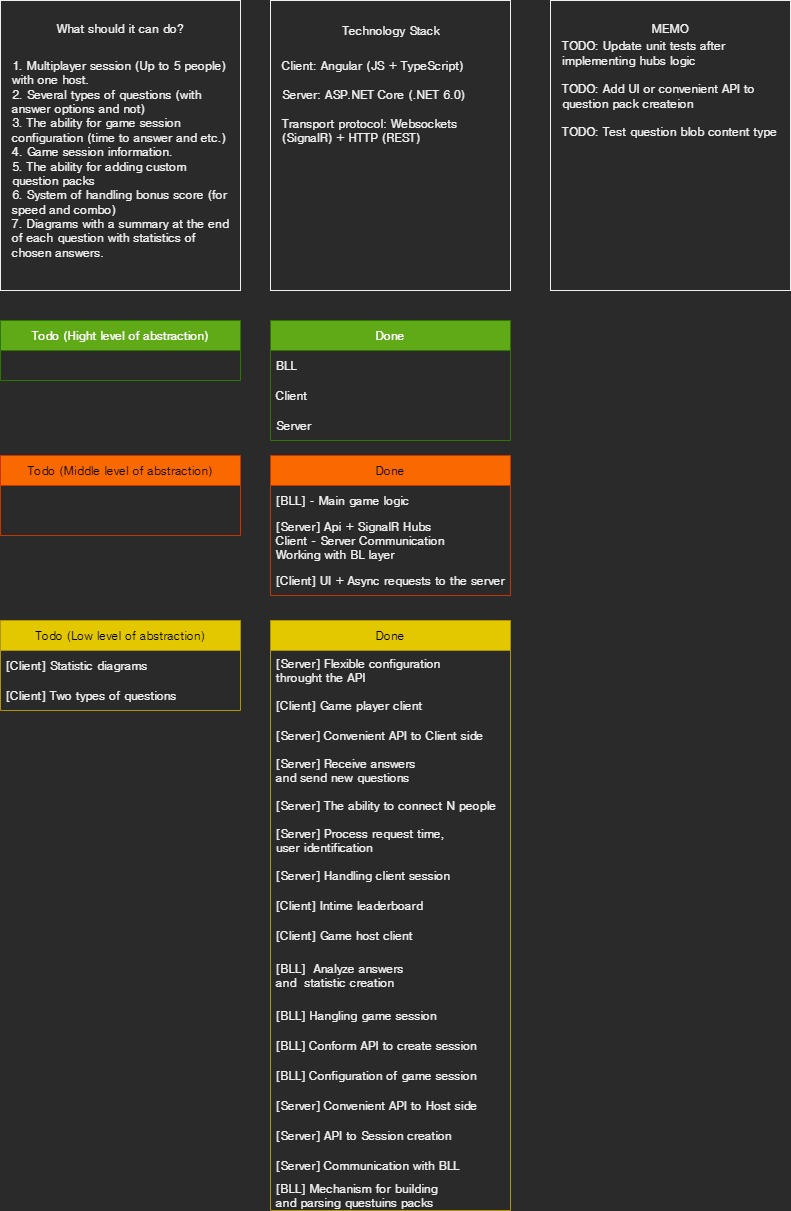 What should it can do?
1. Multiplayer session (Up to 5 people)
with one host.
2. Several types of questions (with
answer options and not)
3. The ability for game session
configuration (time to answer and etc.)
4. Game session information.
5. The ability for adding custom
question packs
6. System of handling bonus score (for
speed and combo)
7. Diagrams with a summary at the end
of each question with statistics of
chosen answers.
Technology Stack
Client: Angular (JS + TypeScript)
Server: ASP.NET Core (.NET 6.0)
Transport protocol: Websockets
(SignalR) + HTTP (REST)
MEMO
TODO: Update unit tests after
implementing hubs logic
TODO: Add UI or convenient API to
question pack createion
TODO: Test question blob content type
Todo (Hight level of abstraction)
Done
BLL
Client
Server
Todo (Middle level of abstraction)
Done
[BLL] - Main game logic
[Server] Api + SignalR Hubs
Client - Server Communication
Working with BL layer
[Client] UI + Async requests to the server
Todo (Low level of abstraction)
[Client] Statistic diagrams
[Client] Two types of questions
Done
[Server] Flexible configuration
throught the API
[Client] Game player client
[Server] Convenient API to Client side
[Server] Receive answers
and send new questions
[Server] The ability to connect N people
[Server] Process request time,
user identification
[Server] Handling client session
[Client] Intime leaderboard
[Client] Game host client
[BLL]  Analyze answers
and  statistic creation
[BLL] Hangling game session
[BLL] Conform API to create session
[BLL] Configuration of game session
[Server] Convenient API to Host side
[Server] API to Session creation
[Server] Communication with BLL
[BLL] Mechanism for building
and parsing questuins packs